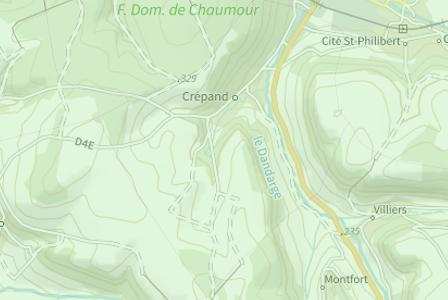 F. Dom. de Chaumour
Cité St-Philibert
329
Crépand
D4E
le Dandarge
Villiers
235
Montfort